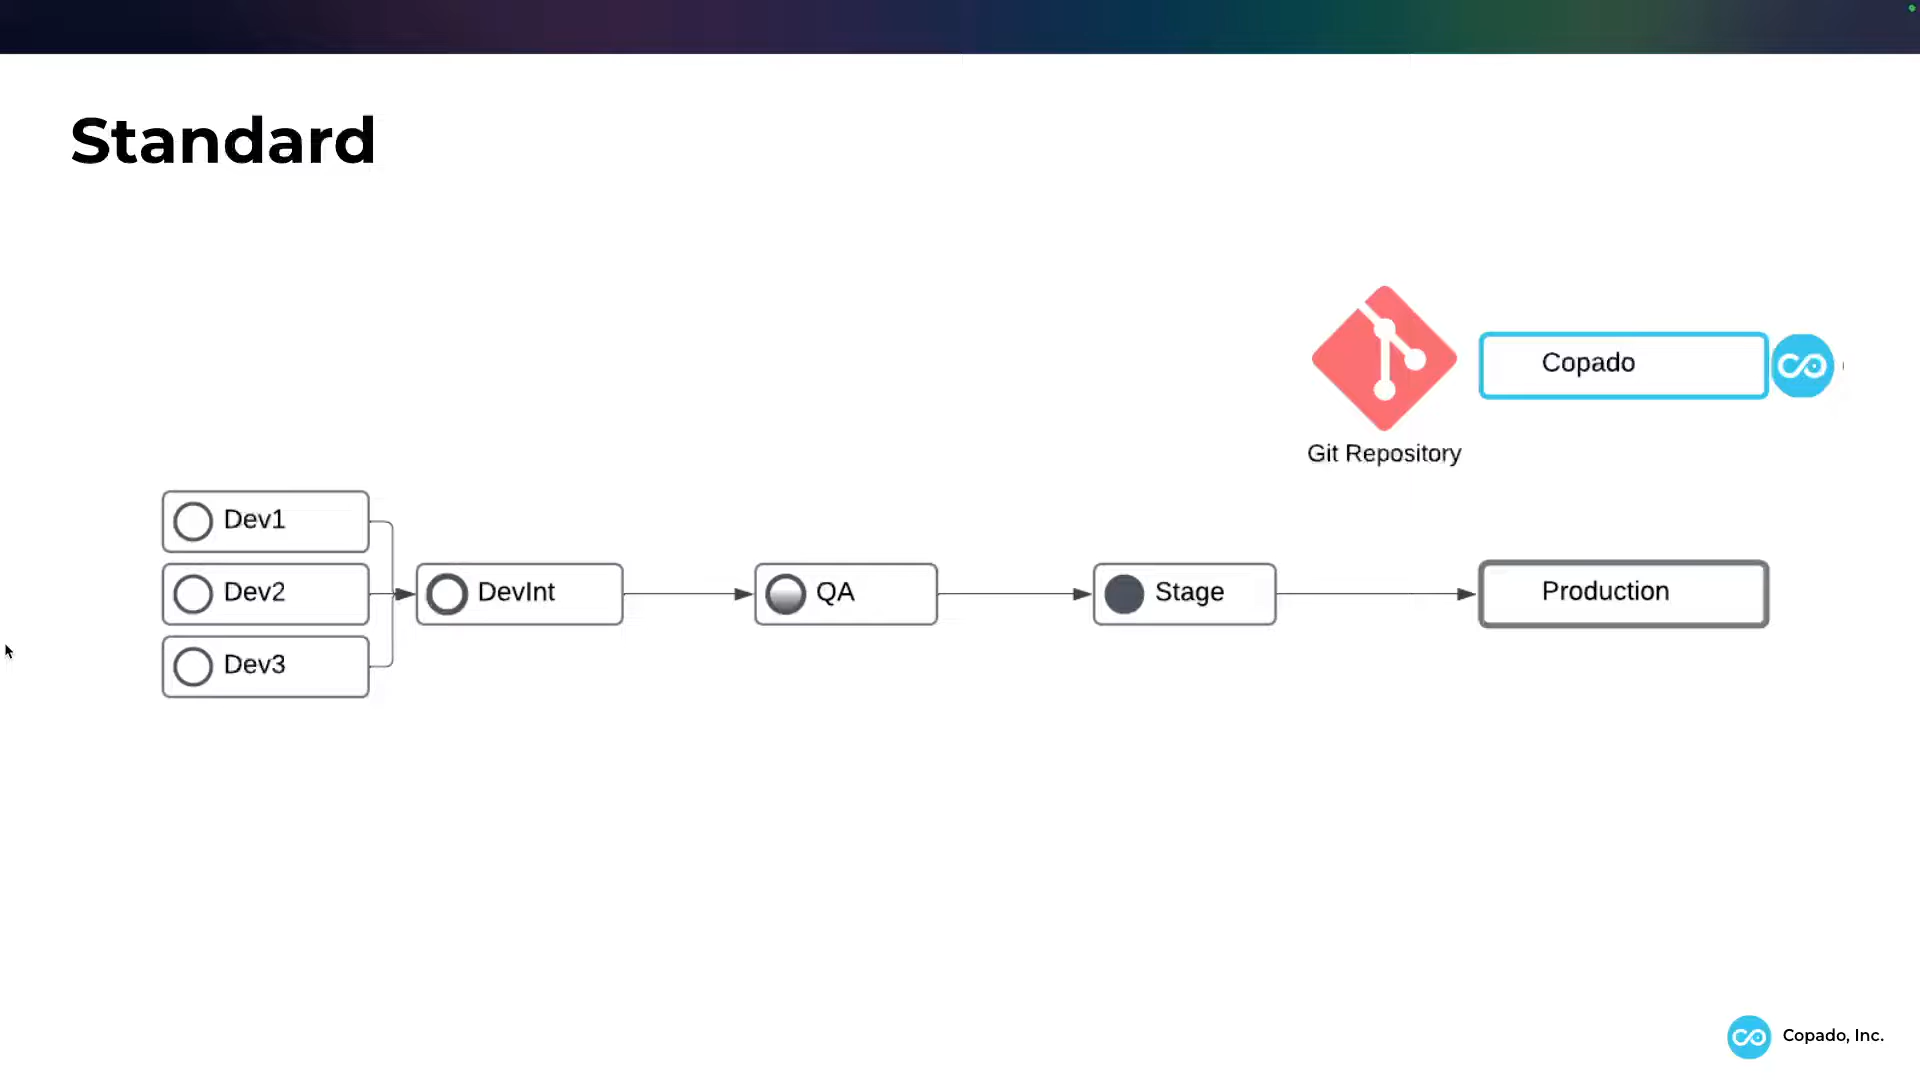 Standard
Copado
Git Repository
Dev1
Dev2
Dev3
DevInt
QA
Stage
Production
Copado, Inc.